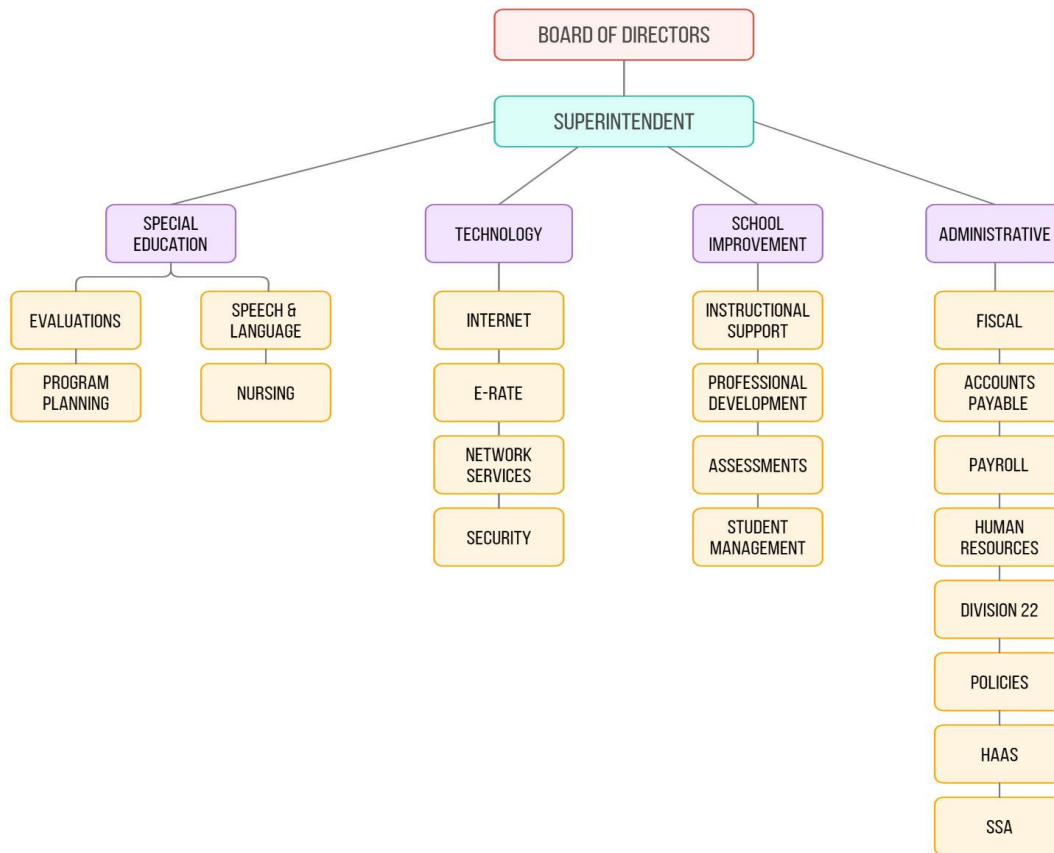 BOARD OF DIRECTORS
SUPERINTENDENT
SPECIAL
EDUCATION
TECHNOLOGY
SCHOOL
IMPROVEMENT
ADMINISTRATIVE
EVALUATIONS
SPEECH &
LANGUAGE
INTERNET
INSTRUCTIONAL
SUPPORT
FISCAL
PROGRAM
PLANNING
NURSING
E-RATE
PROFESSIONAL
DEVELOPMENT
ACCOUNTS
PAYABLE
NETWORK
SERVICES
ASSESSMENTS
PAYROLL
SECURITY
STUDENT
MANAGEMENT
HUMAN
RESOURCES
DIVISION 22
POLICIES
HAAS
SSA